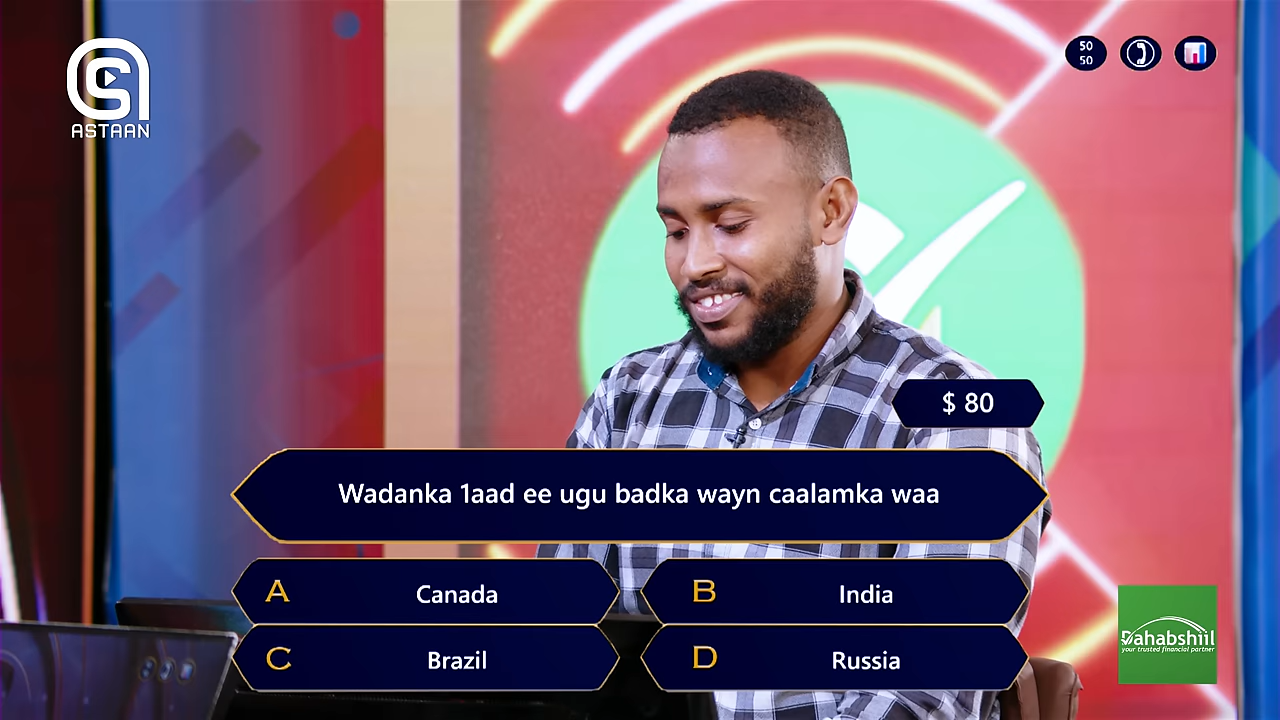 ASTAAN
50
50
$ 80
Wadanka 1aad ee ugu badka wayn caalamka waa
A Canada
B India
C Brazil
D Russia
Dahabshiil
your trusted financial partner